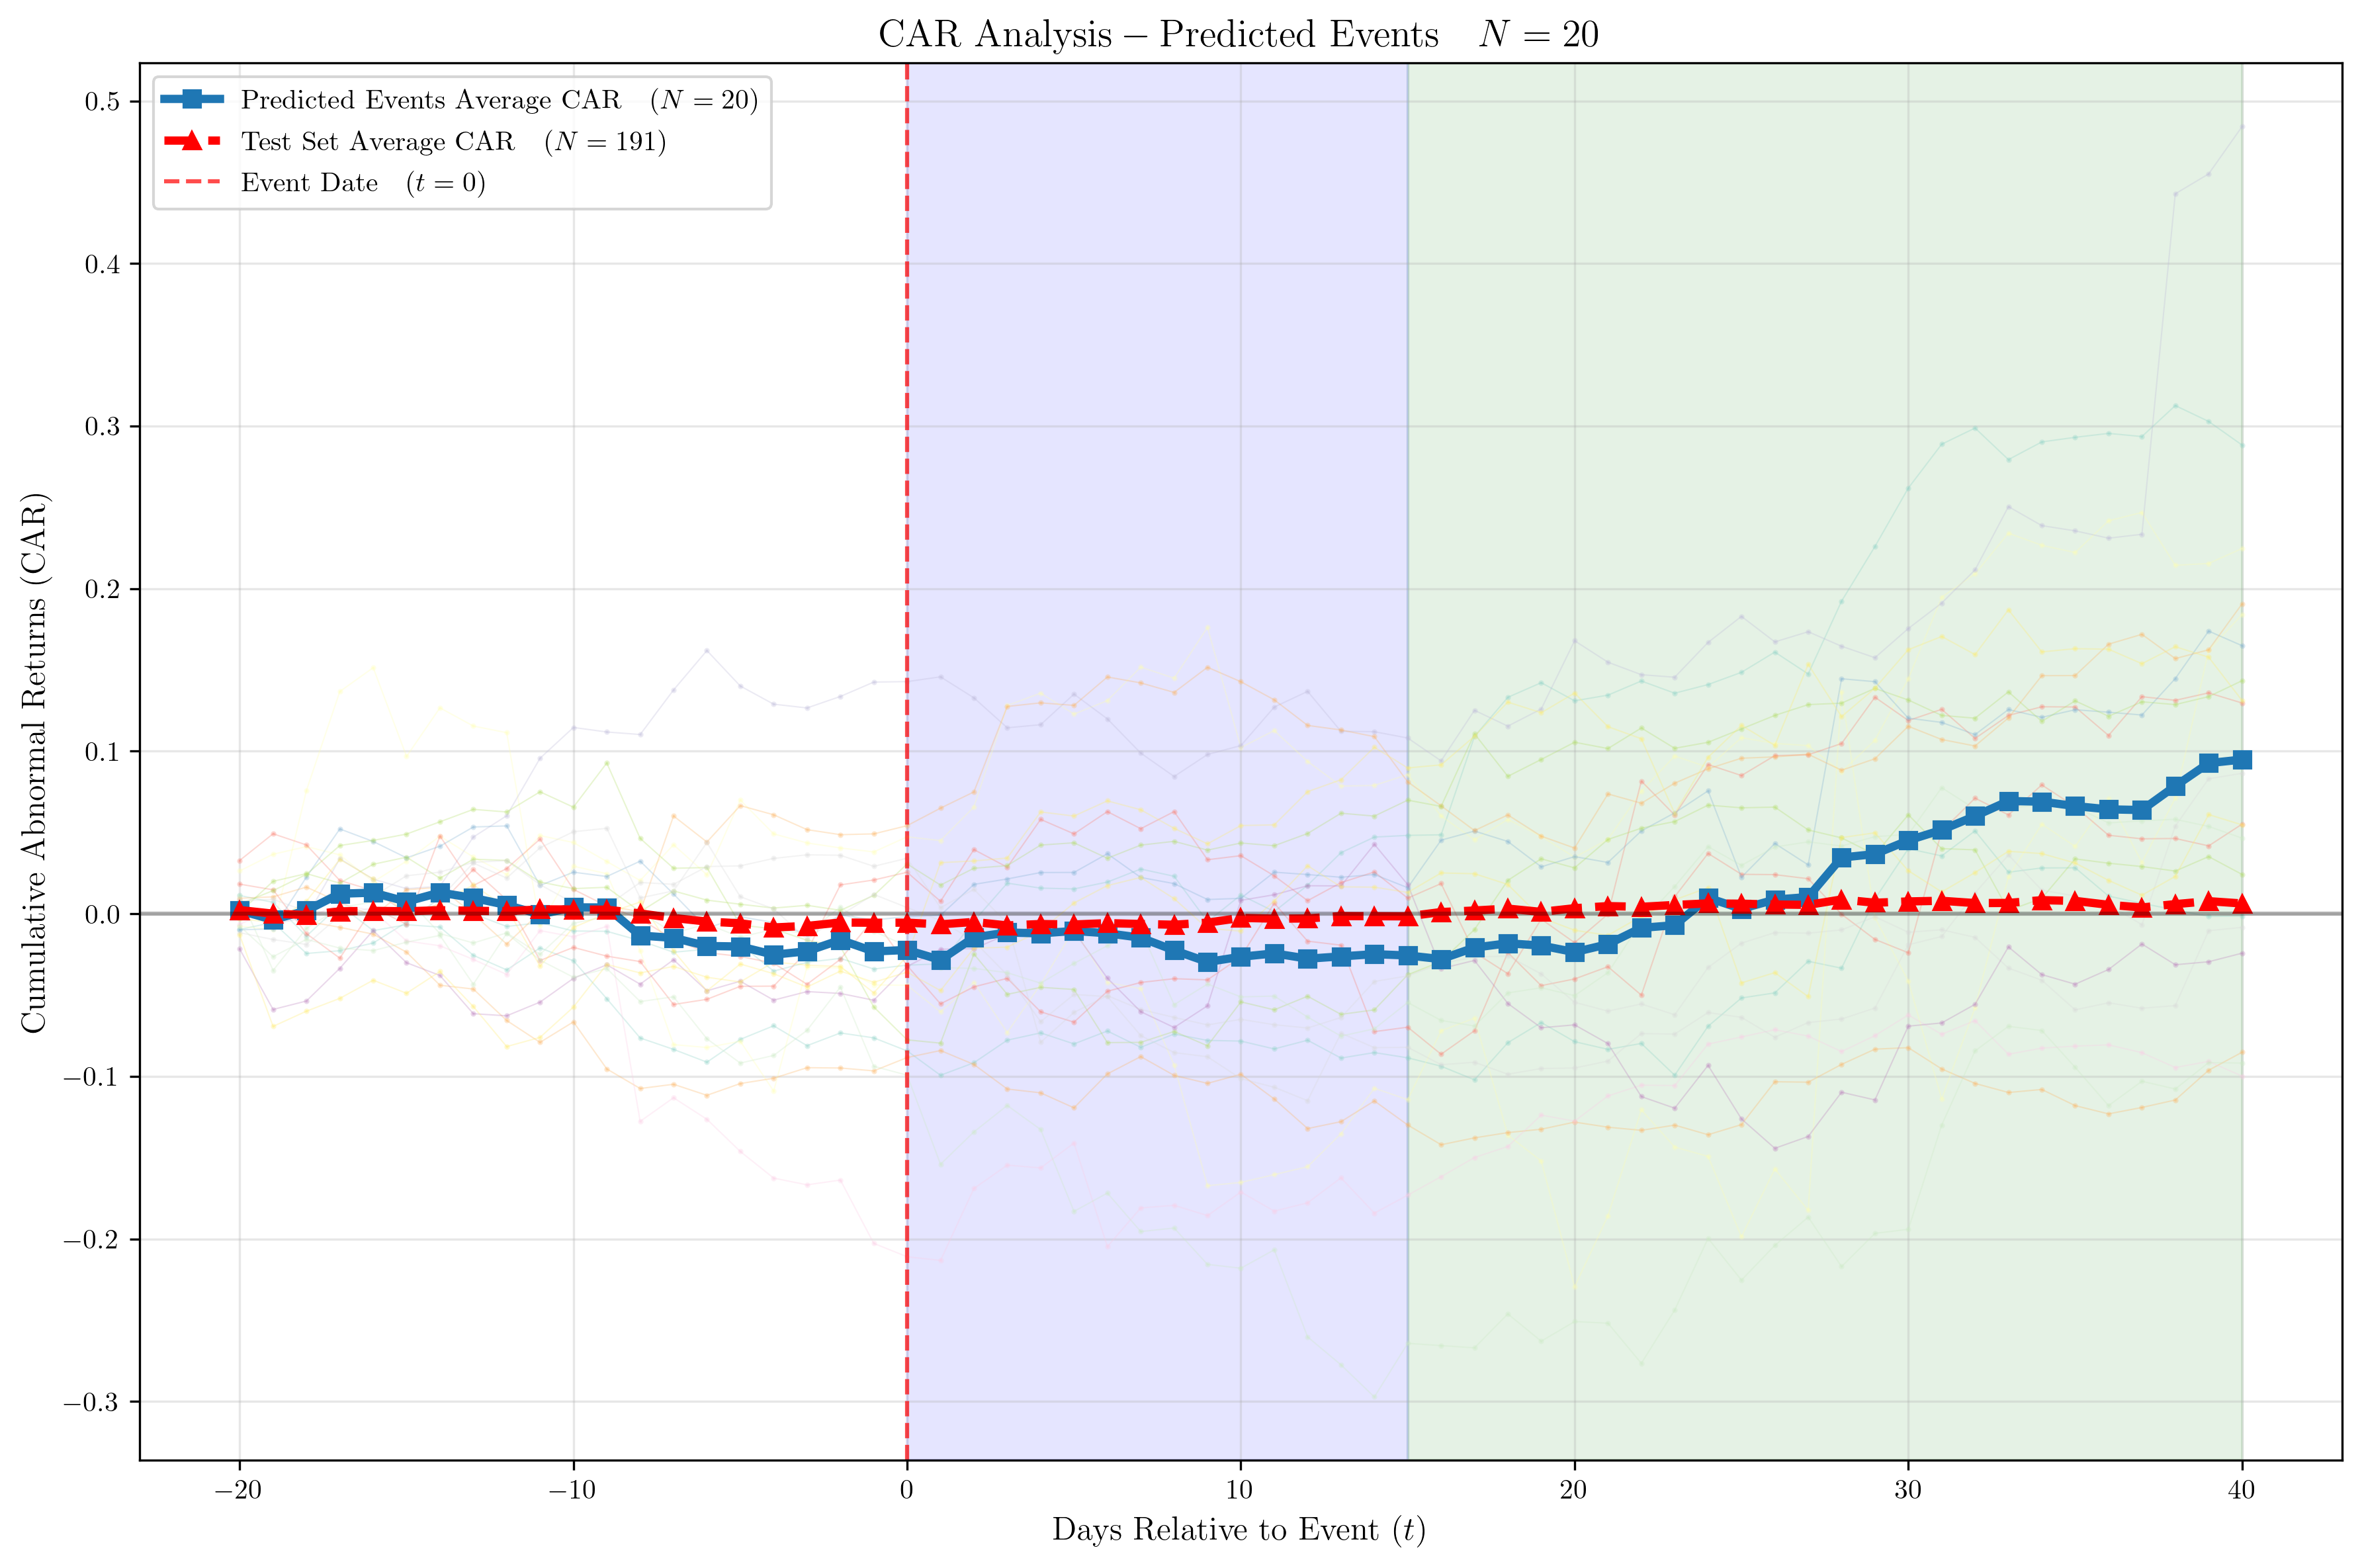 CAR Analysis – Predicted Events N = 20
Predicted Events Average CAR (N = 20)
Test Set Average CAR (N = 191)
Event Date (t = 0)
Cumulative Abnormal Returns (CAR)
0.5
0.4
0.3
0.2
0.1
0.0
−0.1
−0.2
−0.3
−20 −10 0 10 20 30 40
Days Relative to Event (t)